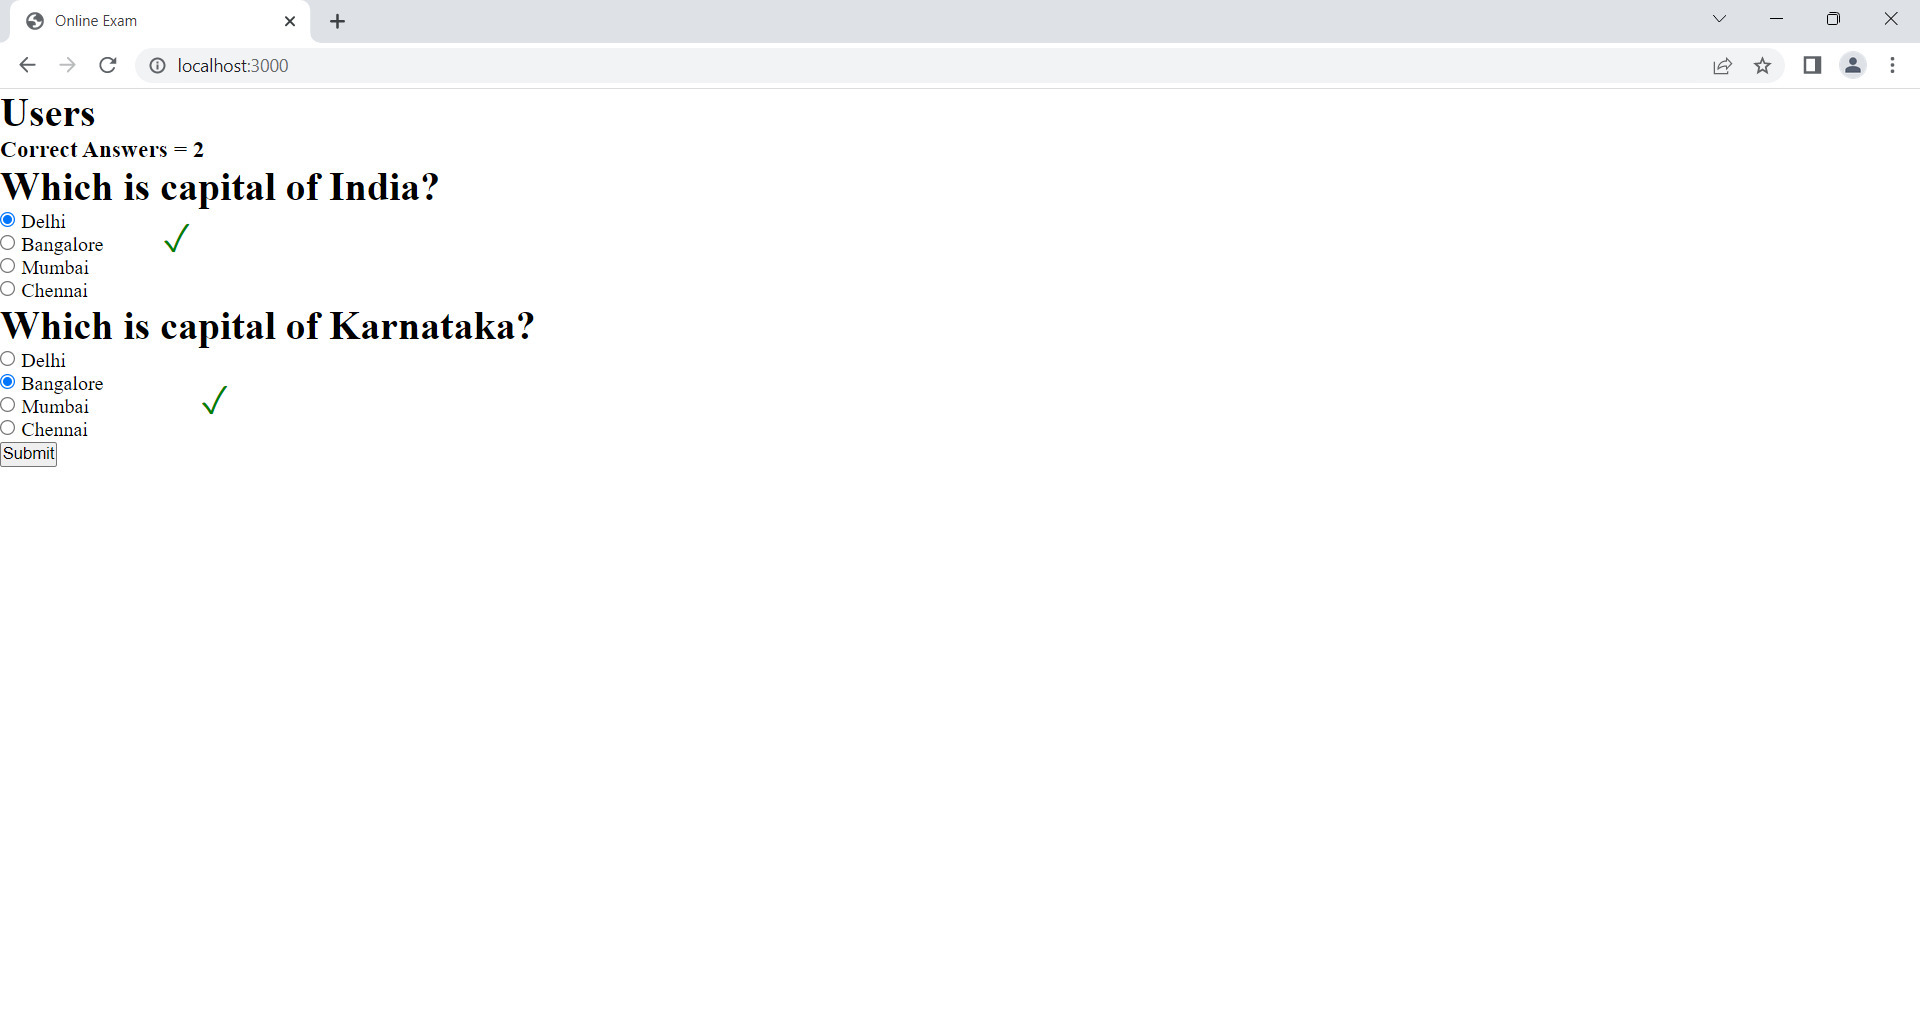 Online Exam
localhost:3000
Users
Correct Answers = 2
Which is capital of India?
Delhi
Bangalore
Mumbai
Chennai
Which is capital of Karnataka?
Delhi
Bangalore
Mumbai
Chennai
Submit